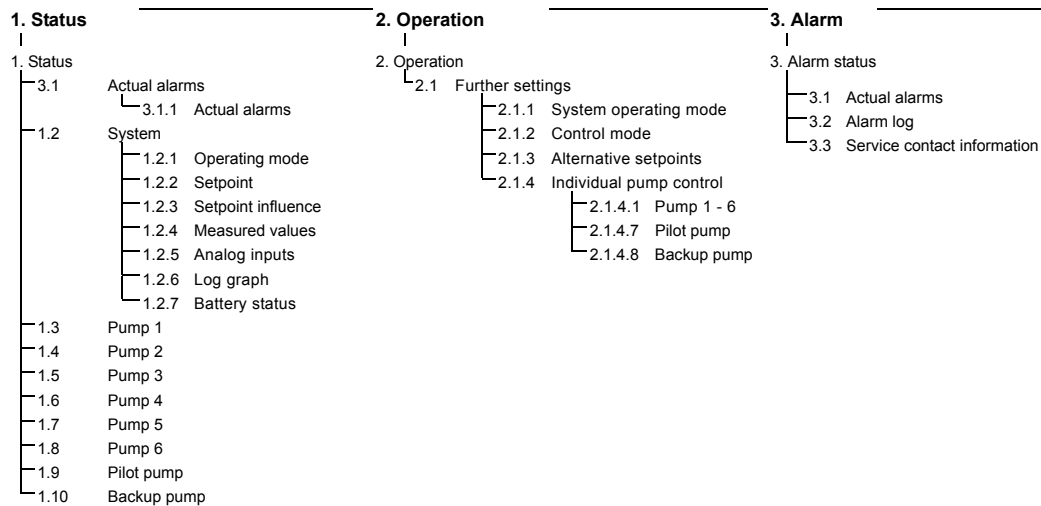 1. Status
1. Status
3.1 Actual alarms
3.1.1 Actual alarms
1.2 System
1.2.1 Operating mode
1.2.2 Setpoint
1.2.3 Setpoint influence
1.2.4 Measured values
1.2.5 Analog inputs
1.2.6 Log graph
1.2.7 Battery status
1.3 Pump 1
1.4 Pump 2
1.5 Pump 3
1.6 Pump 4
1.7 Pump 5
1.8 Pump 6
1.9 Pilot pump
1.10 Backup pump
2. Operation
2. Operation
2.1 Further settings
2.1.1 System operating mode
2.1.2 Control mode
2.1.3 Alternative setpoints
2.1.4 Individual pump control
2.1.4.1 Pump 1 - 6
2.1.4.7 Pilot pump
2.1.4.8 Backup pump
3. Alarm
3. Alarm status
3.1 Actual alarms
3.2 Alarm log
3.3 Service contact information